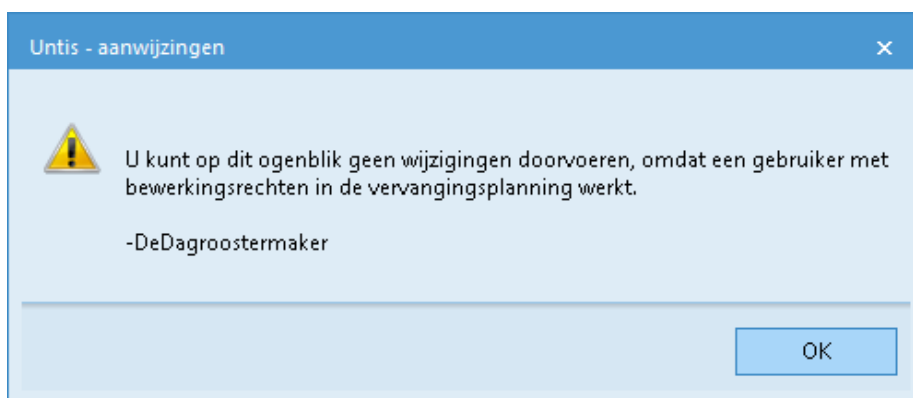 Untis - aanwijzingen
U kunt op dit ogenblik geen wijzigingen doorvoeren, omdat een gebruiker met
bewerkingsrechten in de vervangingsplanning werkt.
-DeDagroostermaker
OK